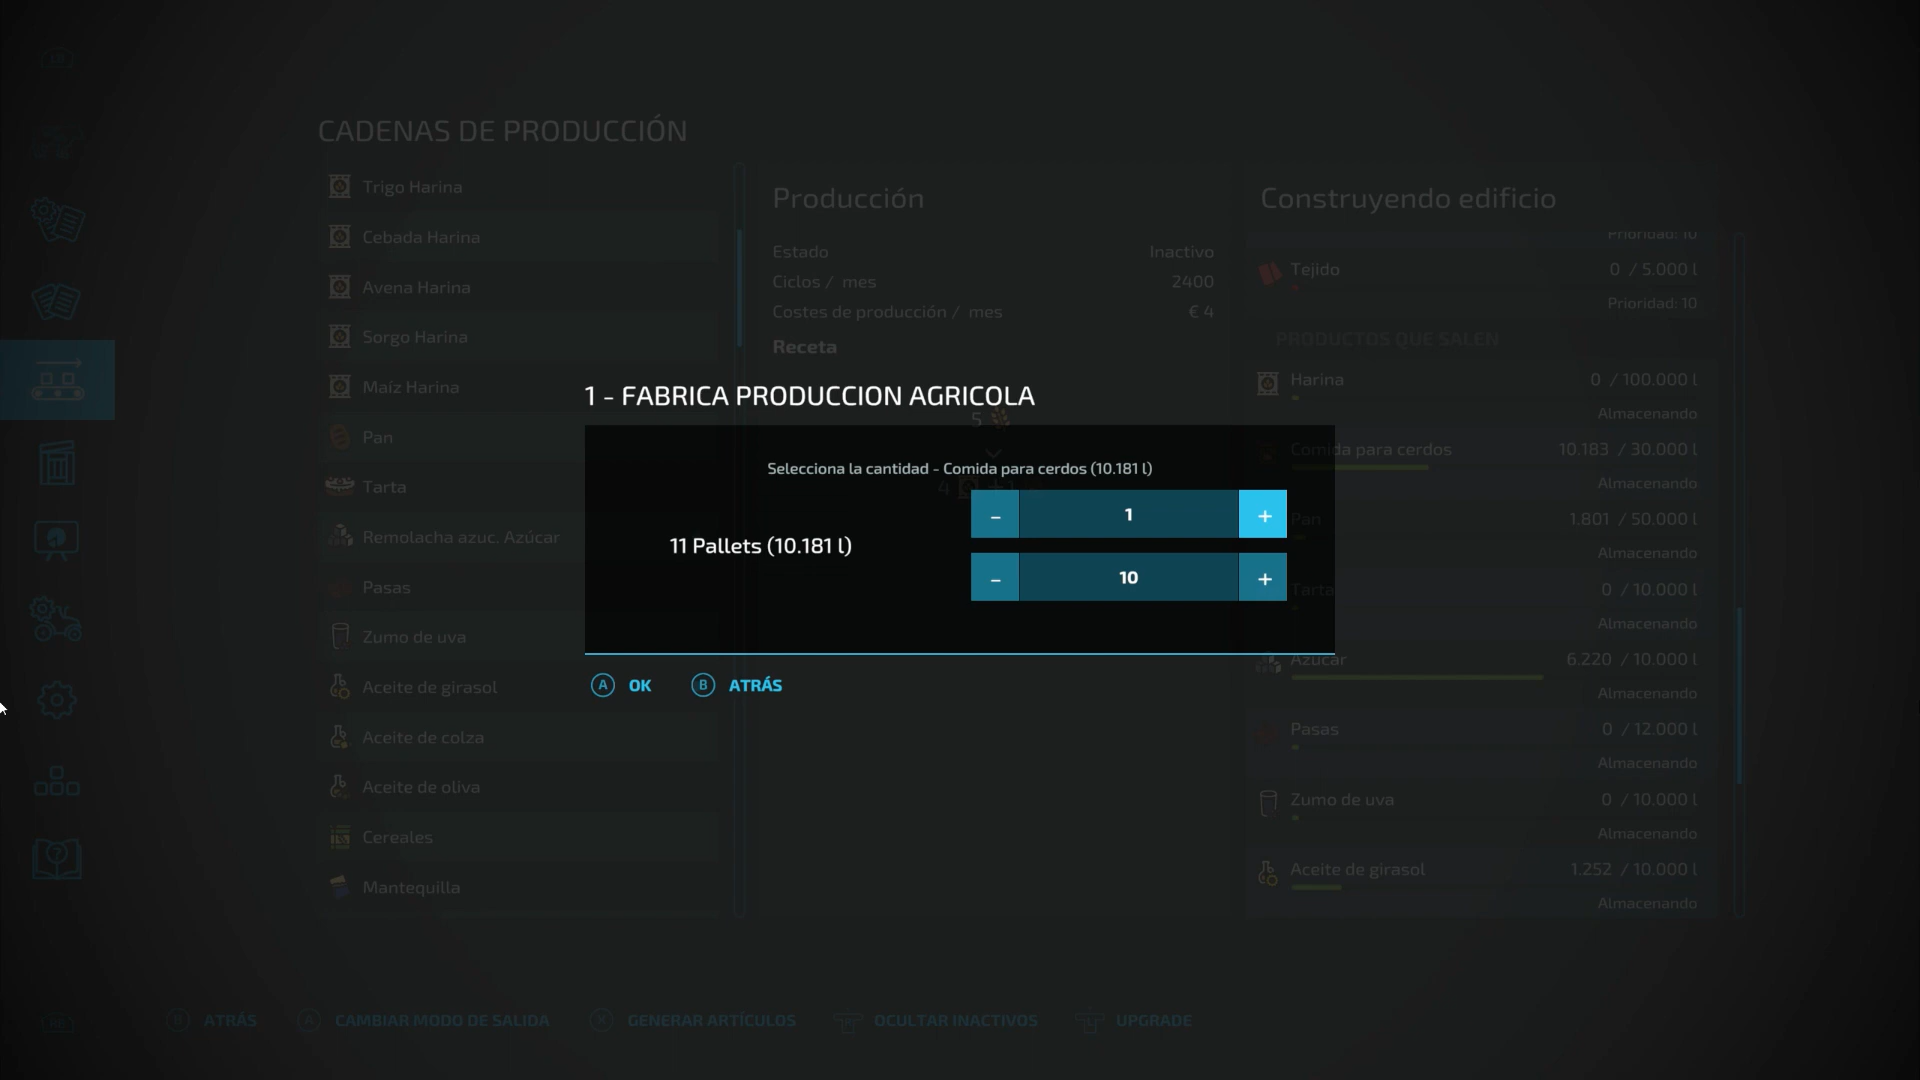 CADENAS DE PRODUCCIÓN
Trigo Harina
Cebada Harina
Avena Harina
Sorgo Harina
Maíz Harina
Pan
Tarta
Remolacha azuc. Azúcar
Pasas
Zumo de uva
Aceite de girasol
Aceite de colza
Aceite de oliva
Cereales
Mantequilla
Producción
Estado Inactivo
Ciclos / mes 2400
Costes de producción / mes € 4
Receta
5
4 + 1
1 - FABRICA PRODUCCION AGRICOLA
Selecciona la cantidad - Comida para cerdos (10.181 l)
11 Pallets (10.181 l)
- 1 +
- 10 +
A OK B ATRÁS
Construyendo edificio
Prioridad: 10
Tejido 0 / 5.000 l
Prioridad: 10
PRODUCTOS QUE SALEN
Harina 0 / 100.000 l
Almacenando
Comida para cerdos 10.183 / 30.000 l
Almacenando
Pan 1.801 / 50.000 l
Almacenando
Tarta 0 / 10.000 l
Almacenando
Azúcar 6.220 / 10.000 l
Almacenando
Pasas 0 / 12.000 l
Almacenando
Zumo de uva 0 / 10.000 l
Almacenando
Aceite de girasol 1.252 / 10.000 l
Almacenando
B ATRÁS A CAMBIAR MODO DE SALIDA X GENERAR ARTÍCULOS OCULTAR INACTIVOS UPGRADE